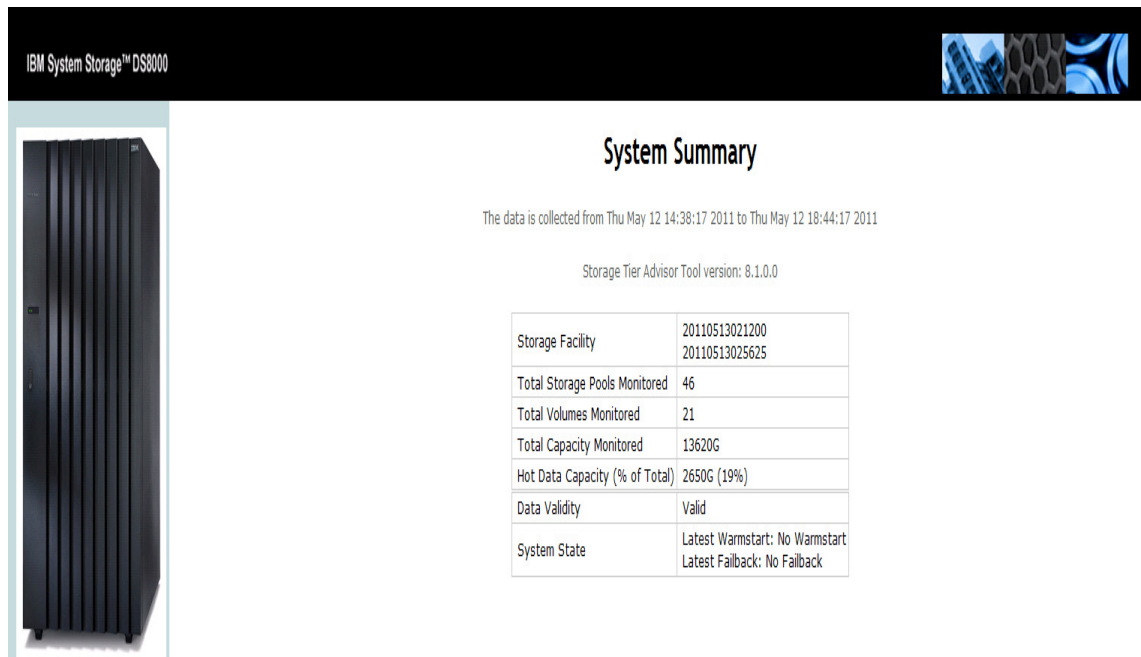 IBM System Storage™ DS8000
System Summary
The data is collected from Thu May 12 14:38:17 2011 to Thu May 12 18:44:17 2011
Storage Tier Advisor Tool version: 8.1.0.0
Storage Facility
20110513021200
20110513025625
Total Storage Pools Monitored 46
Total Volumes Monitored 21
Total Capacity Monitored 13620G
Hot Data Capacity (% of Total) 2650G (19%)
Data Validity Valid
System State
Latest Warmstart: No Warmstart
Latest Failback: No Failback